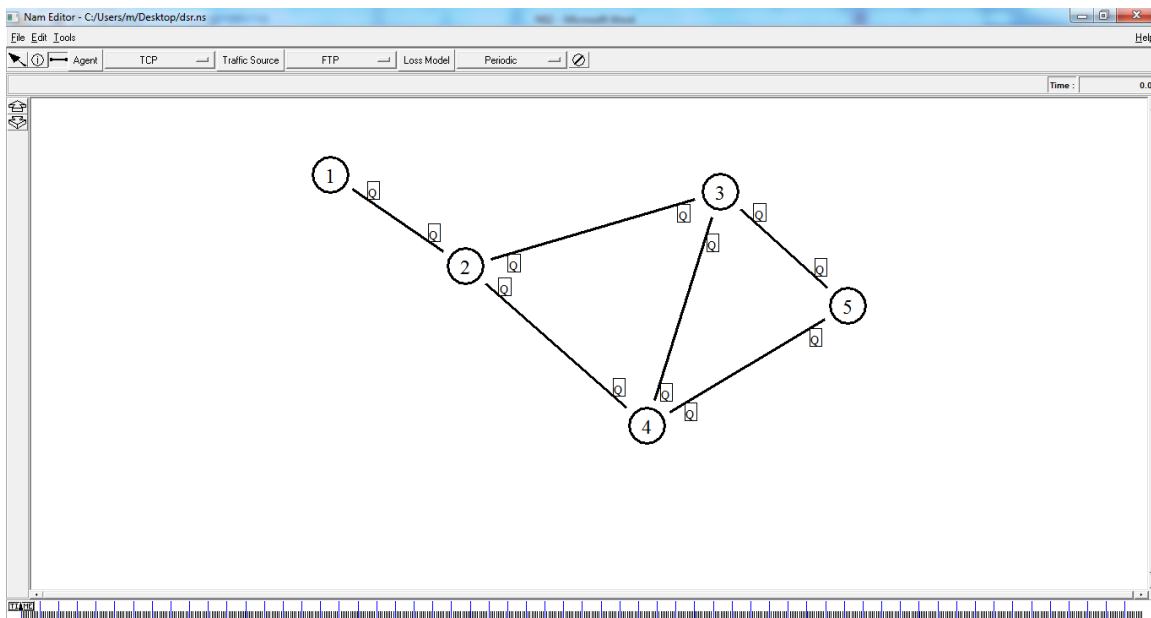 Nam Editor - C:/Users/m/Desktop/dsr.ns
File Edit Tools Help
Agent TCP Traffic Source FTP Loss Model Periodic
Time : 0.0
1
Q
3
Q
Q
Q
Q
2
Q
Q
Q
5
Q
Q
Q
Q
4
TIME